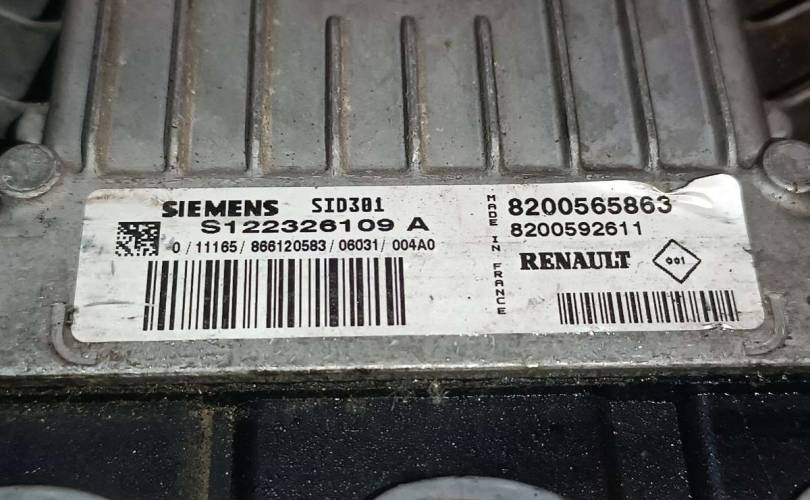 SIEMENS SID301
S122326109 A
0 / 11165 / 866120583 / 06031 / 004A0
MADE IN FRANCE
8200565863
8200592611
RENAULT
001